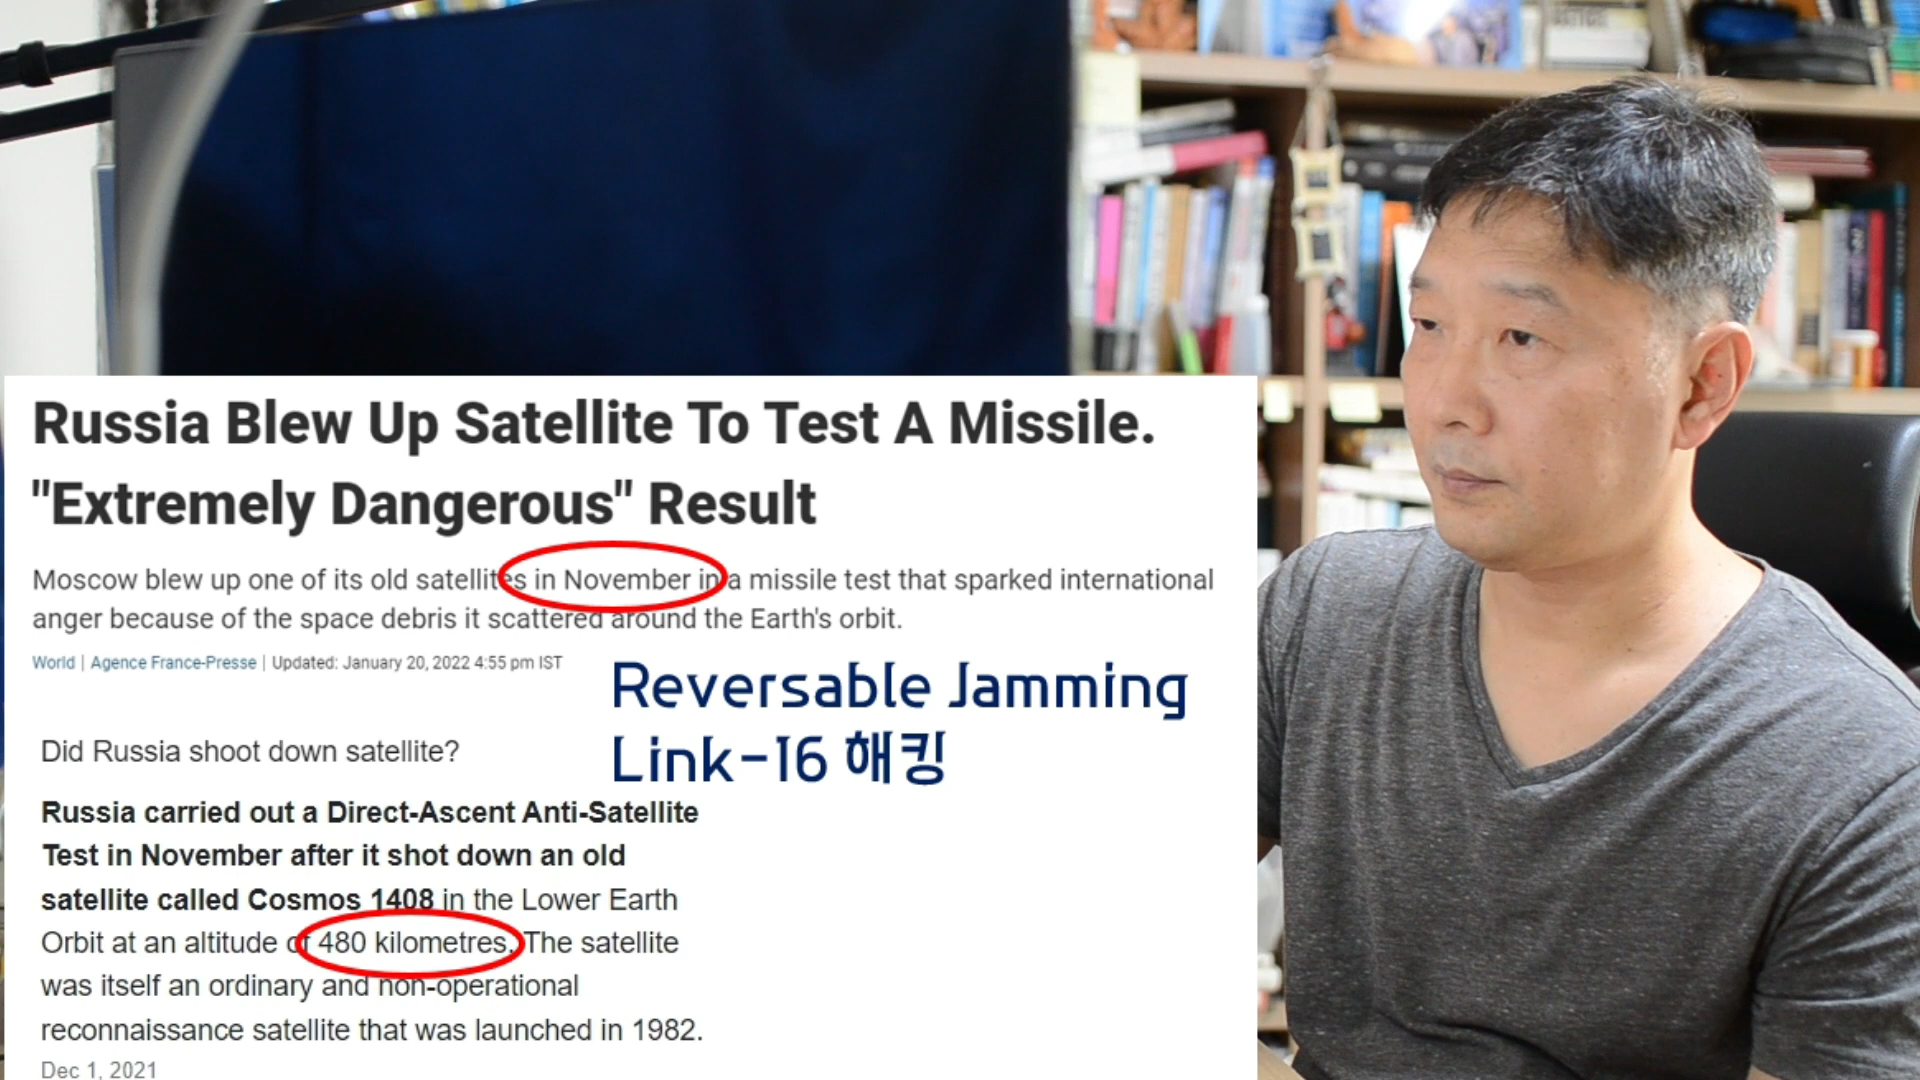 Russia Blew Up Satellite To Test A Missile.
"Extremely Dangerous" Result
Moscow blew up one of its old satellites in November in a missile test that sparked international
anger because of the space debris it scattered around the Earth's orbit.
World | Agence France-Presse | Updated: January 20, 2022 4:55 pm IST
Reversable Jamming
Link-16 해킹
Did Russia shoot down satellite?
Russia carried out a Direct-Ascent Anti-Satellite
Test in November after it shot down an old
satellite called Cosmos 1408 in the Lower Earth
Orbit at an altitude of 480 kilometres. The satellite
was itself an ordinary and non-operational
reconnaissance satellite that was launched in 1982.
Dec 1, 2021